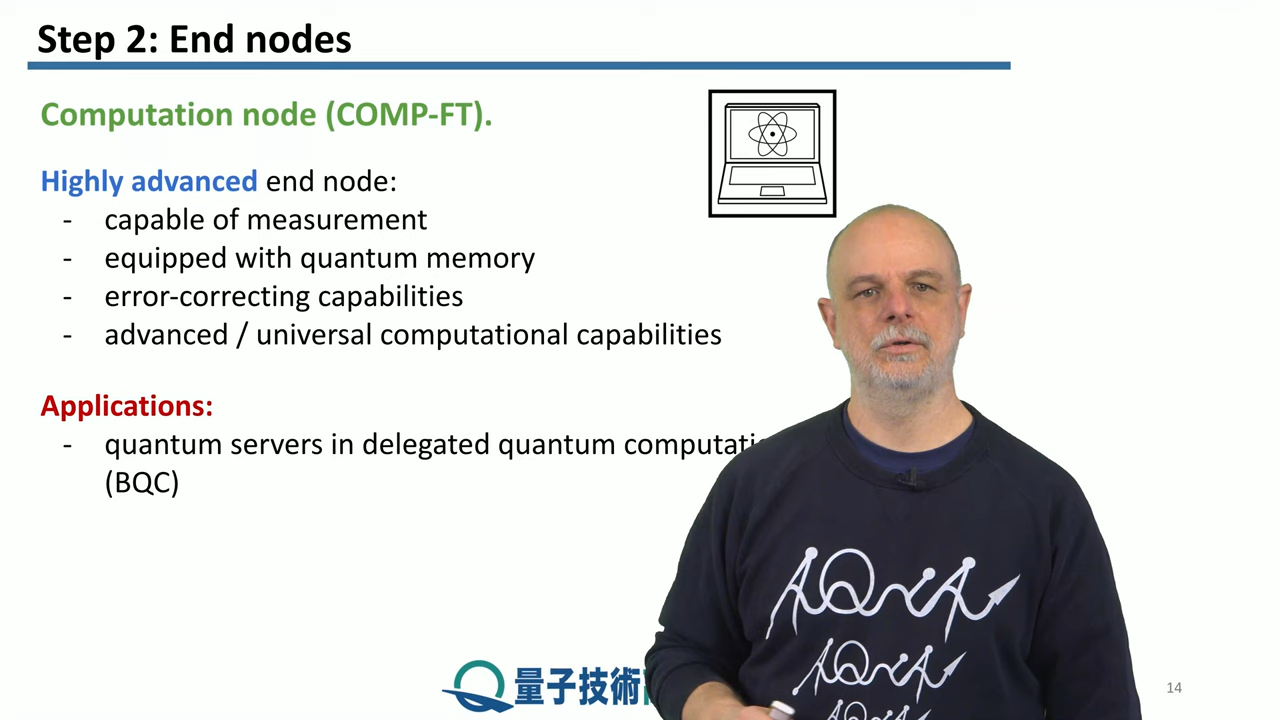 Step 2: End nodes
Computation node (COMP-FT).
Highly advanced end node:
- capable of measurement
- equipped with quantum memory
- error-correcting capabilities
- advanced / universal computational capabilities
Applications:
- quantum servers in delegated quantum
(BQC)
AQUA
AQUA
量子技術
14